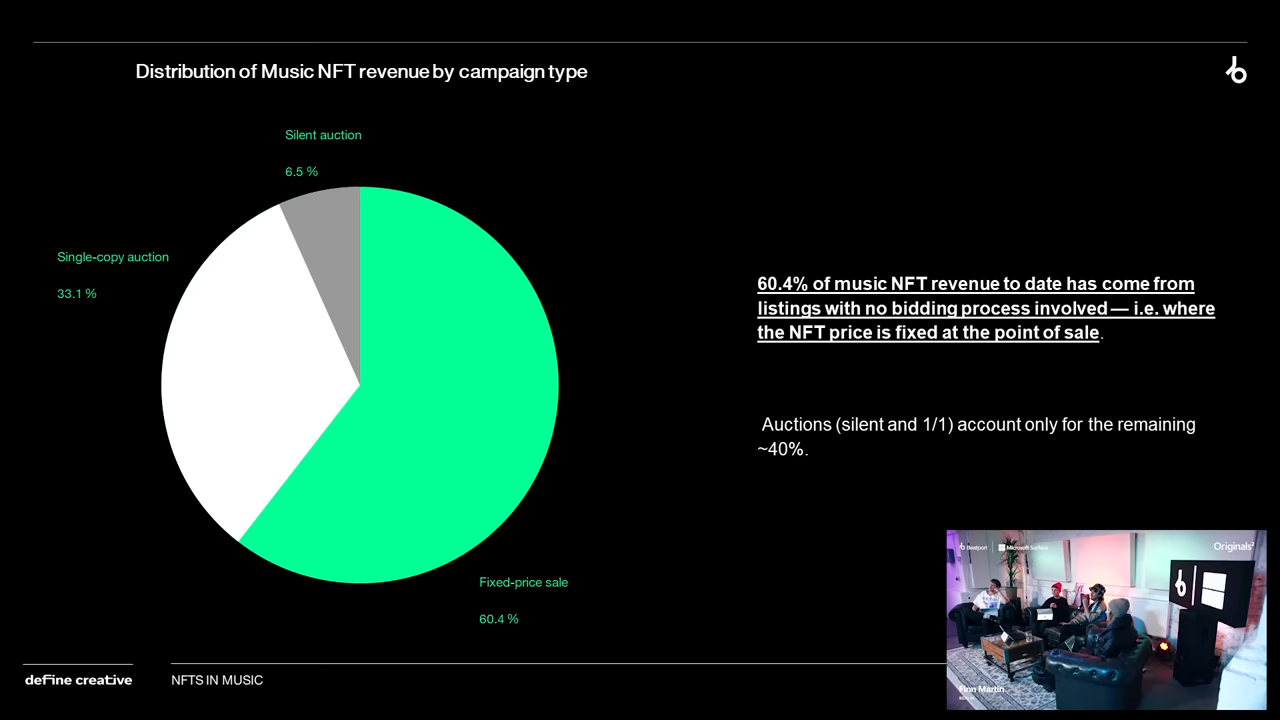 Distribution of Music NFT revenue by campaign type
Silent auction
6.5 %
Single-copy auction
33.1 %
60.4% of music NFT revenue to date has come from
listings with no bidding process involved — i.e. where
the NFT price is fixed at the point of sale.
Auctions (silent and 1/1) account only for the remaining
~40%.
Fixed-price sale
60.4 %
Beatport
Microsoft Surface
Originals
Finn Martin
define creative
NFTS IN MUSIC